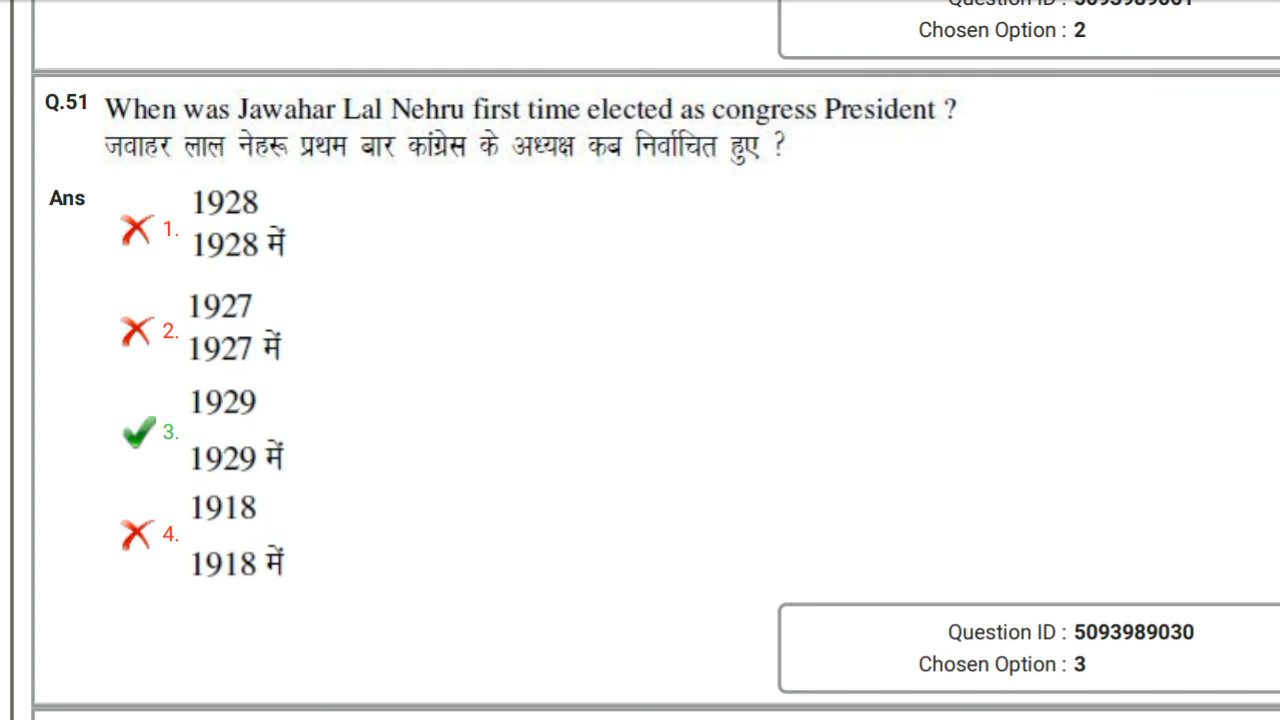 Chosen Option : 2
Q.51 When was Jawahar Lal Nehru first time elected as congress President ?
जवाहर लाल नेहरू प्रथम बार कांग्रेस के अध्यक्ष कब निर्वाचित हुए ?
Ans
1. 1928
1928 में
2. 1927
1927 में
3. 1929
1929 में
4. 1918
1918 में
Question ID : 5093989030
Chosen Option : 3